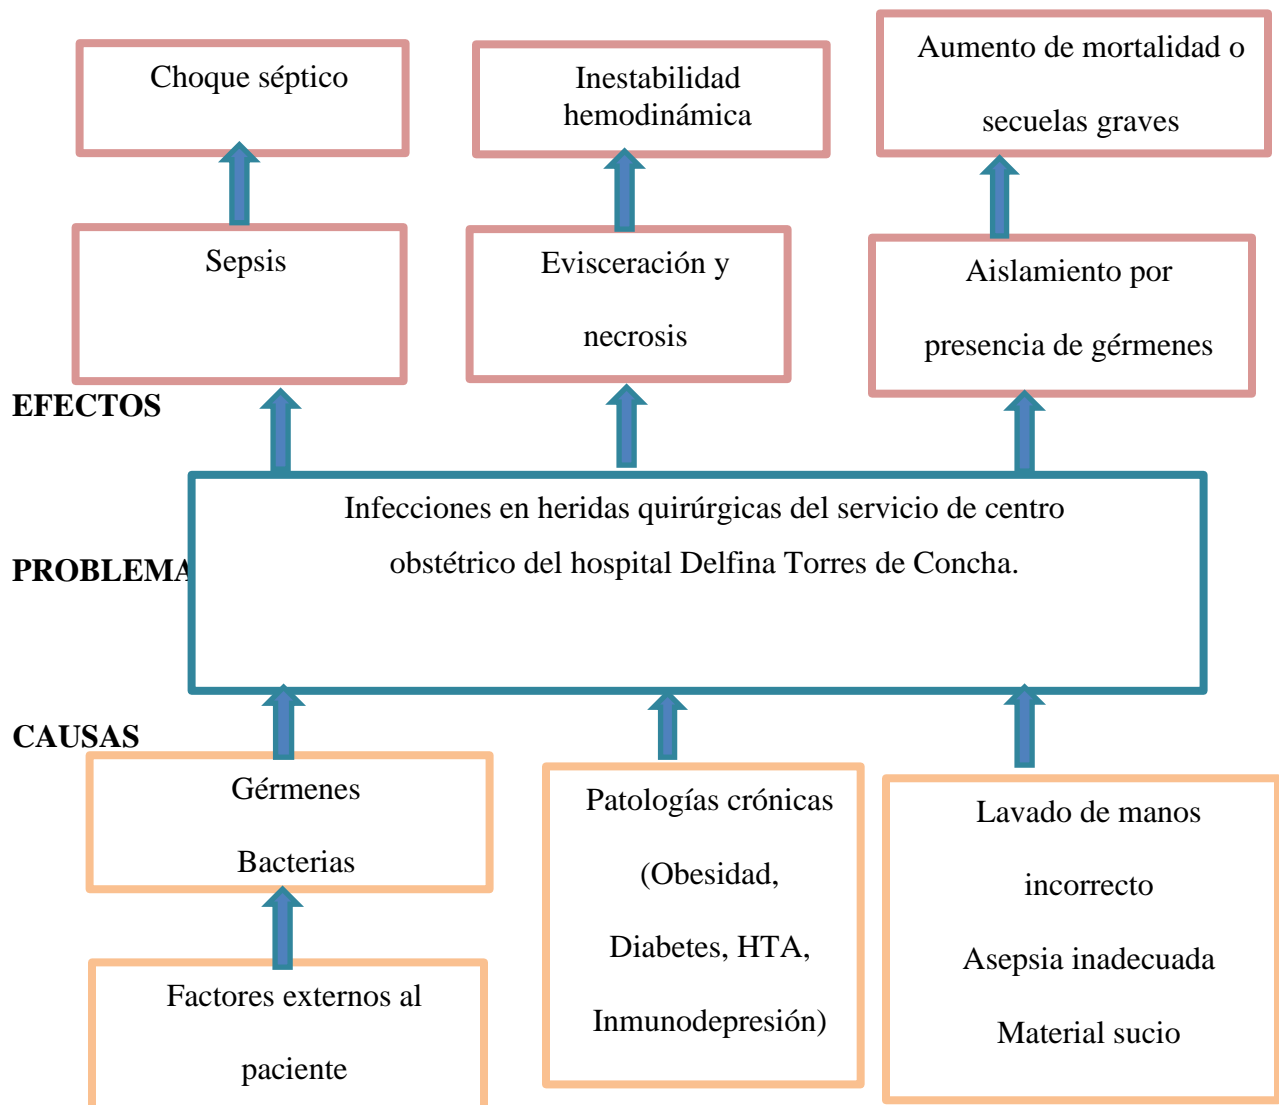 Choque séptico
Inestabilidad
hemodinámica
Aumento de mortalidad o
secuelas graves
Sepsis
Evisceración y
necrosis
Aislamiento por
presencia de gérmenes
EFECTOS
Infecciones en heridas quirúrgicas del servicio de centro
obstétrico del hospital Delfina Torres de Concha.
PROBLEMA
CAUSAS
Gérmenes
Bacterias
Patologías crónicas
(Obesidad,
Diabetes, HTA,
Inmunodepresión)
Lavado de manos
incorrecto
Asepsia inadecuada
Material sucio
Factores externos al
paciente